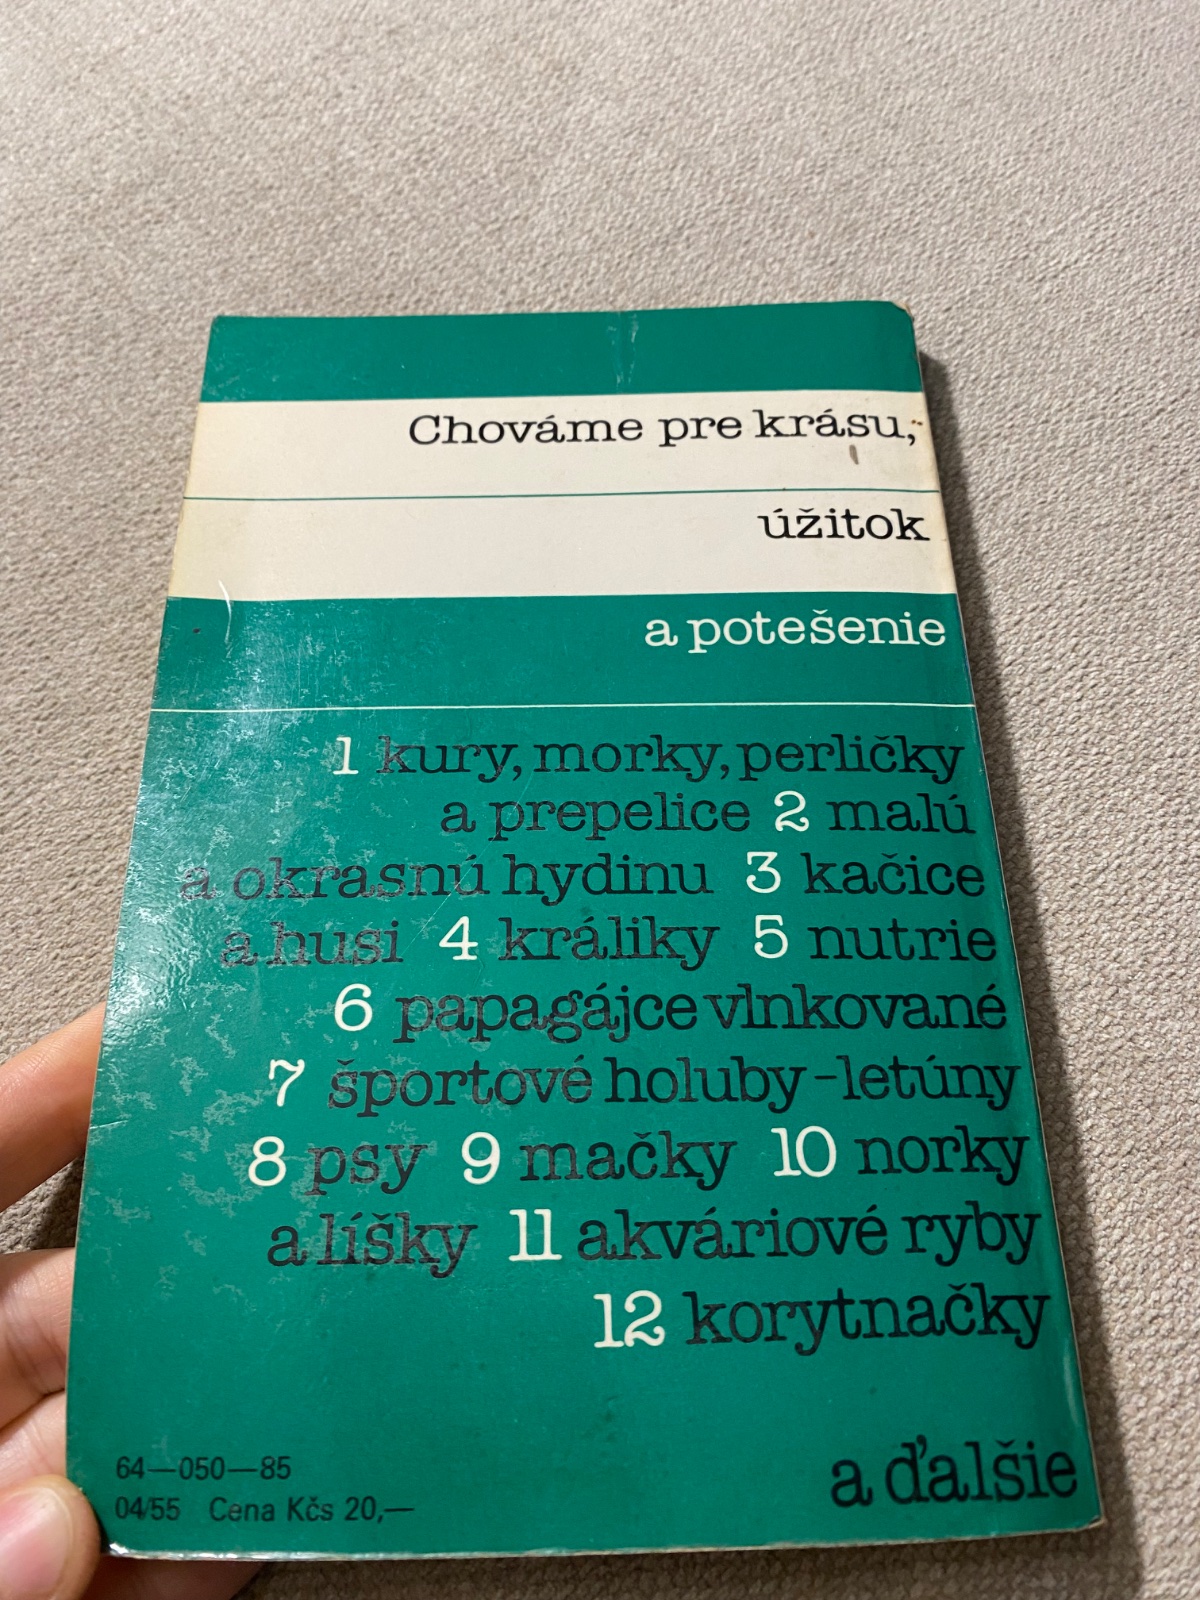 Chováme pre krásu,
úžitok
a potešenie
1 kury, morky, perličky
a prepelice 2 malú
a okrasnú hydinu 3 kačice
a husi 4 králiky 5 nutrie
6 papagájce vlnkované
7 športové holuby-letúny
8 psy 9 mačky 10 norky
a líšky 11 akváriové ryby
12 korytnačky
a ďalšie
64—050—85
04/55 Cena Kčs 20,—